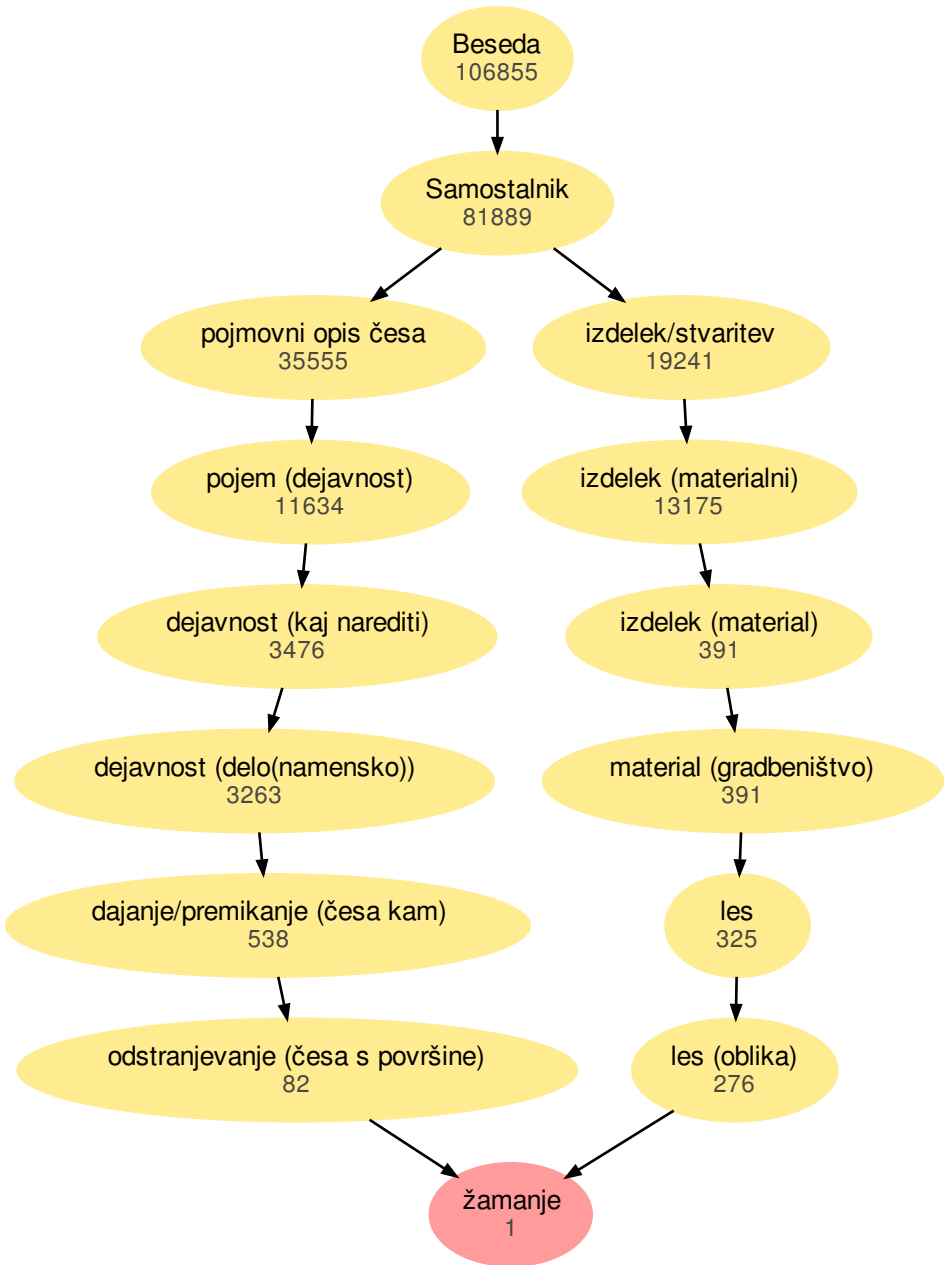 Beseda
106855
Samostalnik
81889
pojmovni opis česa
35555
izdelek/stvaritev
19241
pojem (dejavnost)
11634
izdelek (materialni)
13175
dejavnost (kaj narediti)
3476
izdelek (material)
391
dejavnost (delo(namensko))
3263
material (gradbeništvo)
391
dajanje/premikanje (česa kam)
538
les
325
odstranjevanje (česa s površine)
82
les (oblika)
276
žamanje
1